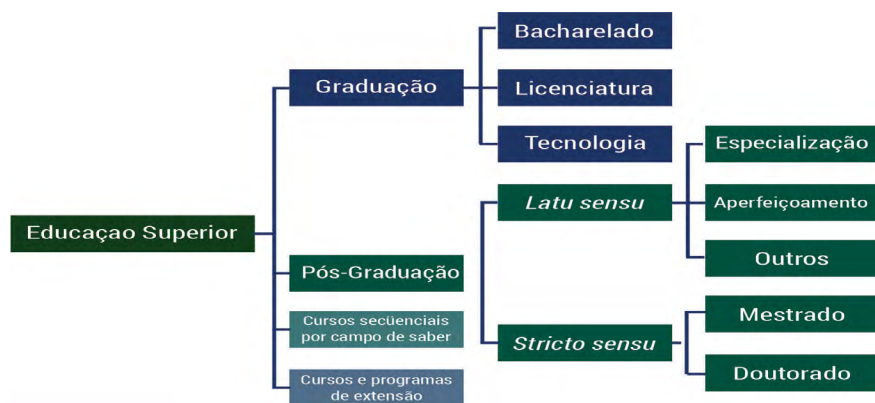 Educaçao Superior
Graduação
Bacharelado
Licenciatura
Tecnologia
Pós-Graduação
Latu sensu
Especialização
Aperfeiçoamento
Outros
Stricto sensu
Mestrado
Doutorado
Cursos secüenciais
por campo de saber
Cursos e programas
de extensão